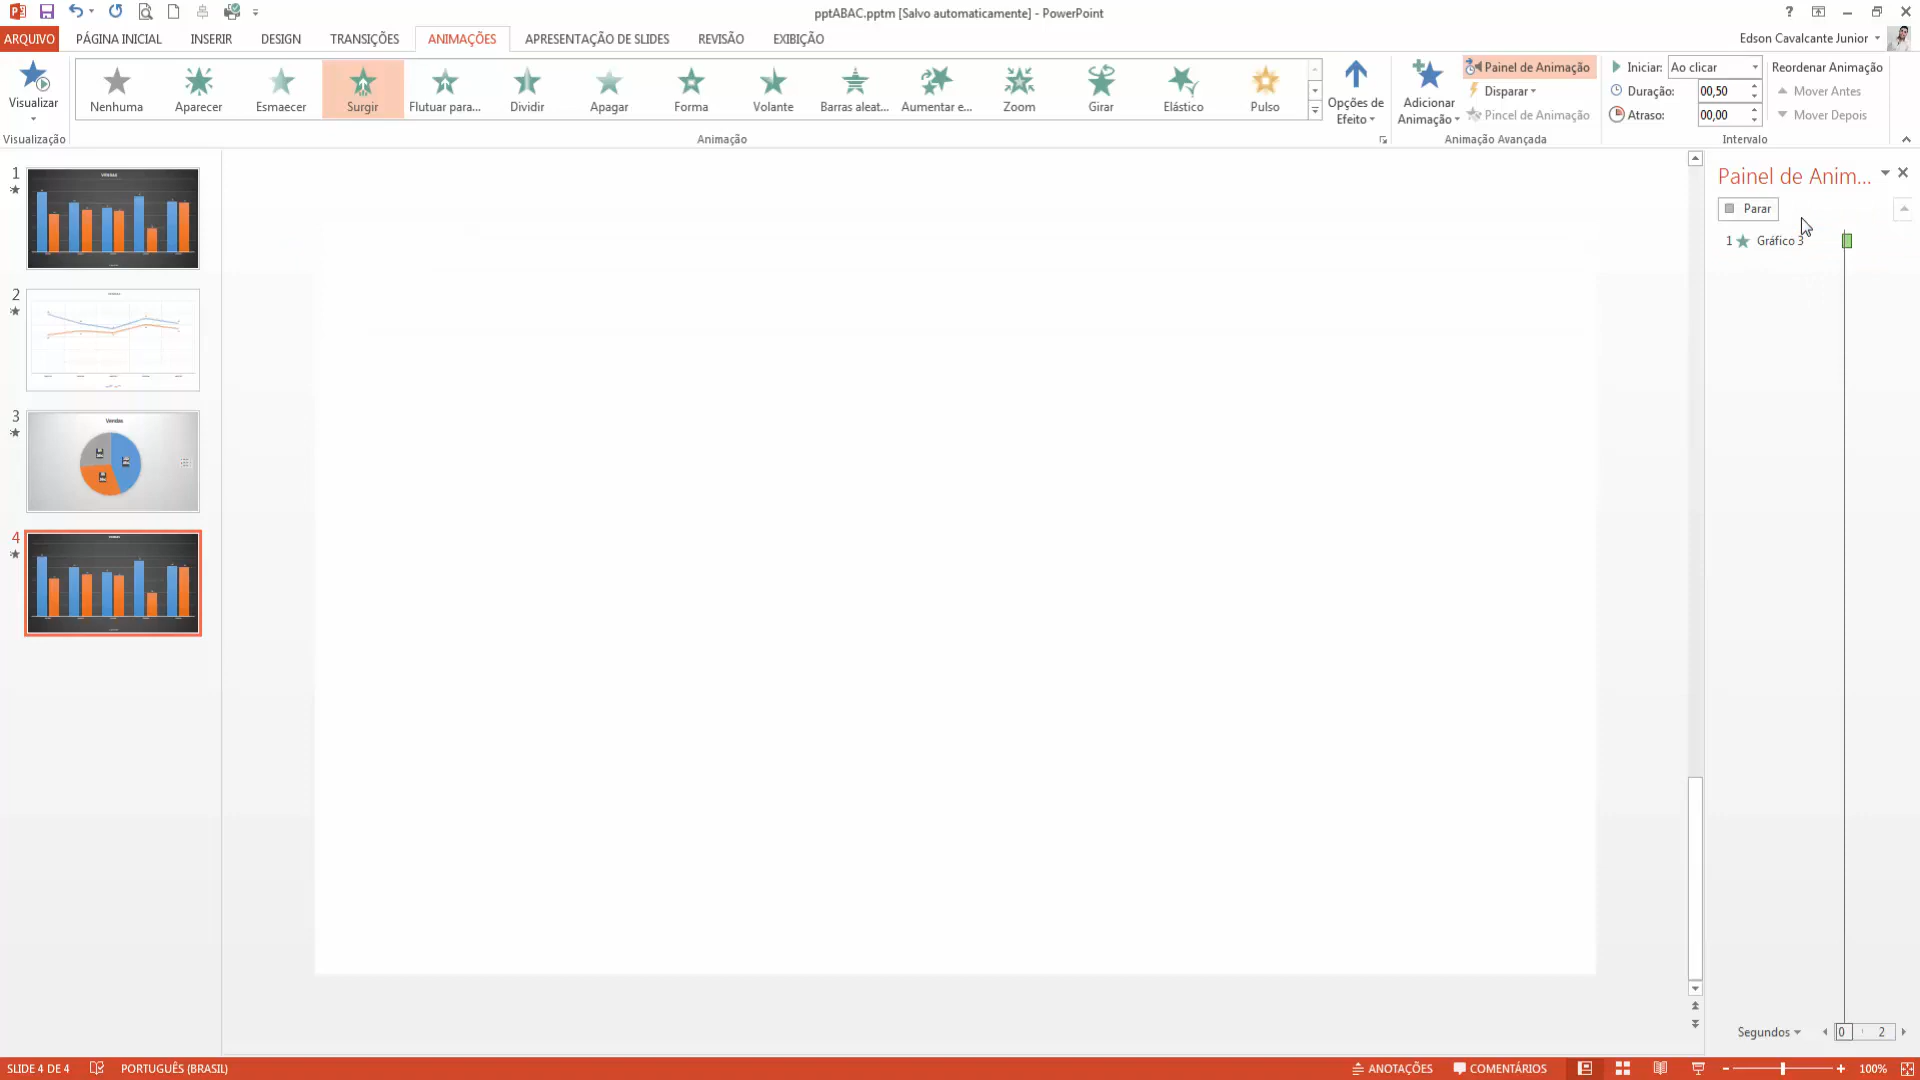 pptABAC.pptm [Salvo automaticamente] - PowerPoint
?
ARQUIVO PÁGINA INICIAL INSERIR DESIGN TRANSIÇÕES ANIMAÇÕES APRESENTAÇÃO DE SLIDES REVISÃO EXIBIÇÃO Edson Cavalcante Junior
Visualizar
Visualização
Nenhuma Aparecer Esmaecer Surgir Flutuar para... Dividir Apagar Forma Volante Barras aleat... Aumentar e... Zoom Girar Elástico Pulso
Animação
Opções de
Efeito
Adicionar
Animação
Painel de Animação
Disparar
Pincel de Animação
Animação Avançada
Iniciar: Ao clicar
Duração: 00,50
Atraso: 00,00
Reordenar Animação
Mover Antes
Mover Depois
Intervalo
1
2
3
Vendas
4
Painel de Anim...
Parar
1 Gráfico 3
Segundos 0 2
SLIDE 4 DE 4 PORTUGUÊS (BRASIL) ANOTAÇÕES COMENTÁRIOS 100%